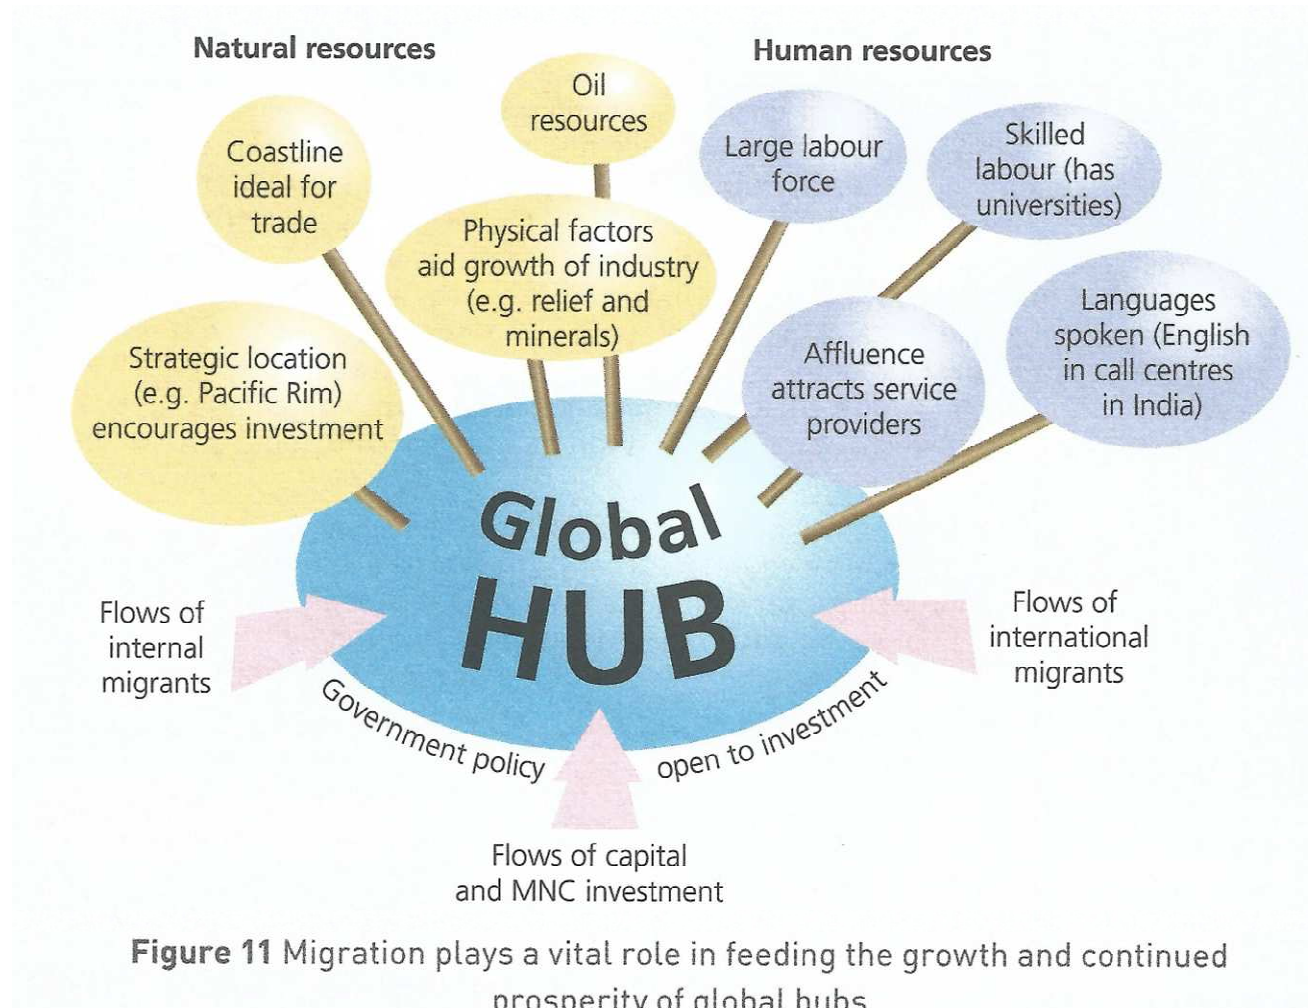 Natural resources
Human resources
Oil
resources
Coastline
ideal for
trade
Physical factors
aid growth of industry
(e.g. relief and
minerals)
Strategic location
(e.g. Pacific Rim)
encourages investment
Large labour
force
Skilled
labour (has
universities)
Affluence
attracts service
providers
Languages
spoken (English
in call centres
in India)
Global
HUB
Flows of
internal
migrants
Flows of
international
migrants
Government policy
open to investment
Flows of capital
and MNC investment
Figure 11 Migration plays a vital role in feeding the growth and continued
prosperity of global hubs